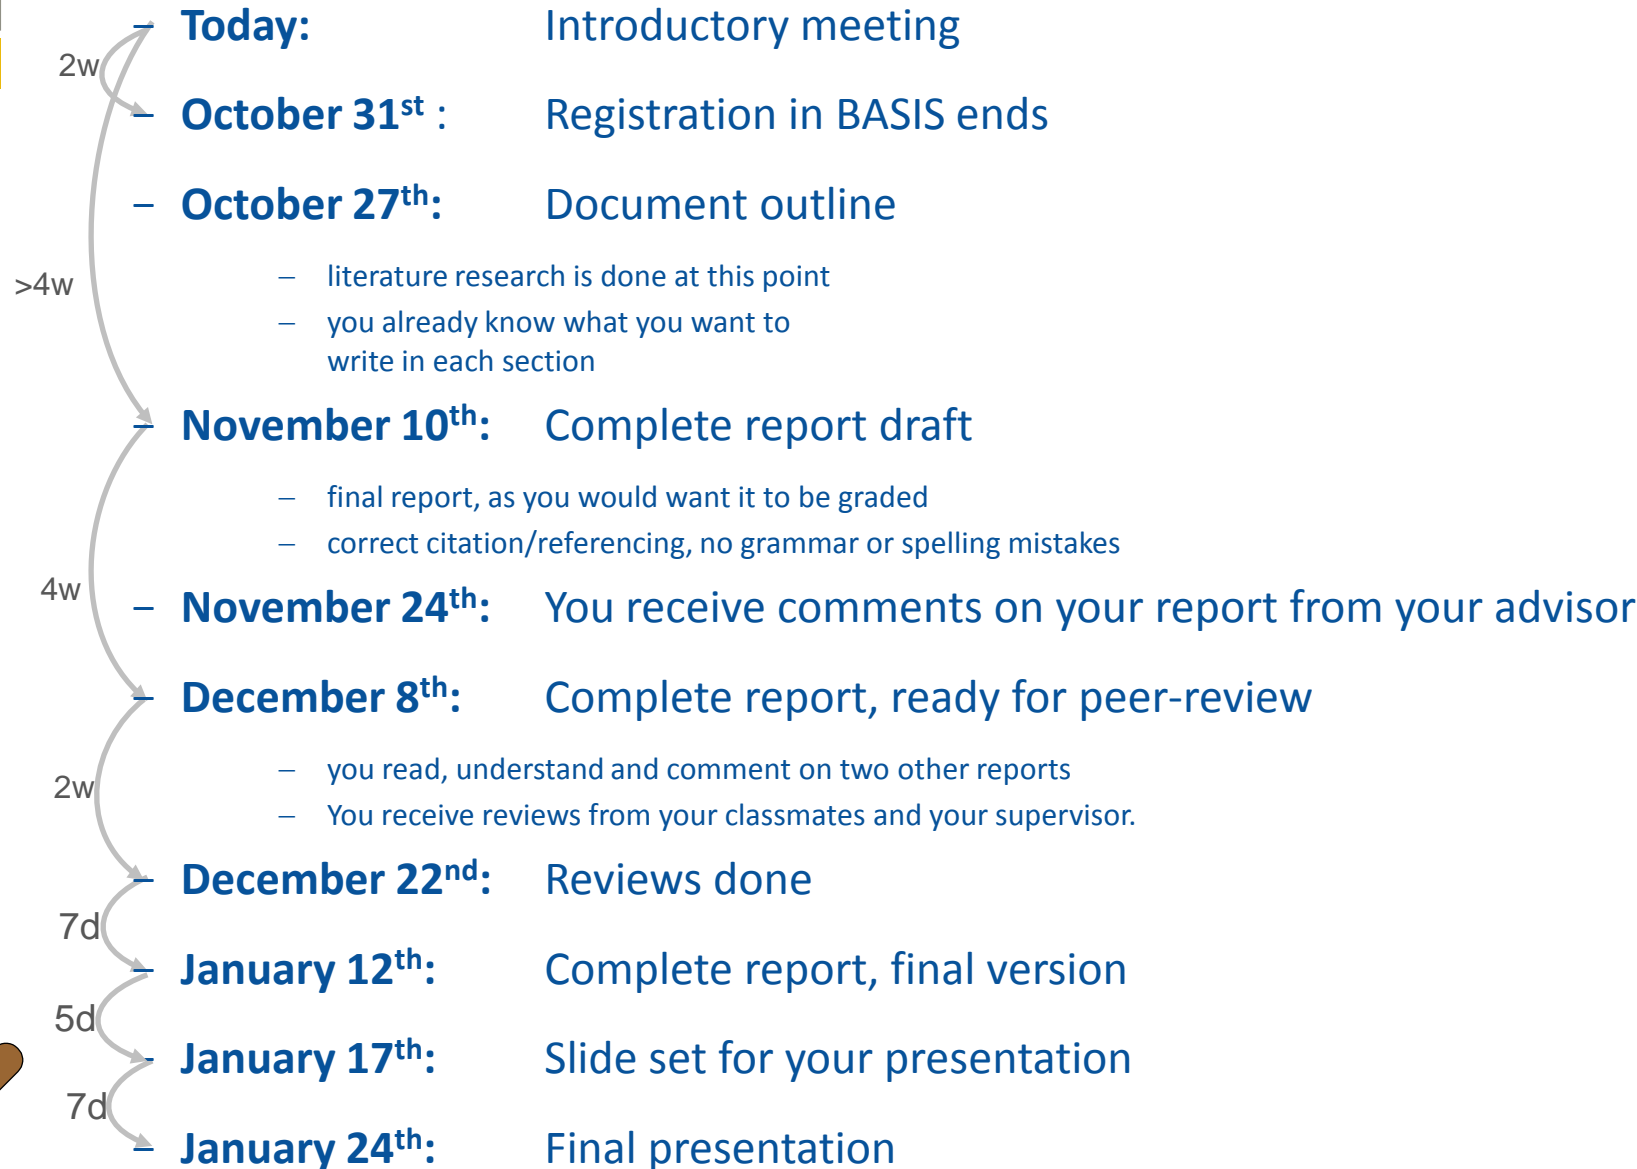 – Today: Introductory meeting
2w
– October 31st : Registration in BASIS ends
– October 27th: Document outline
– literature research is done at this point
>4w
– you already know what you want to
write in each section
– November 10th: Complete report draft
– final report, as you would want it to be graded
– correct citation/referencing, no grammar or spelling mistakes
4w
– November 24th: You receive comments on your report from your advisor
– December 8th: Complete report, ready for peer-review
– you read, understand and comment on two other reports
2w
– You receive reviews from your classmates and your supervisor.
– December 22nd: Reviews done
7d
– January 12th: Complete report, final version
5d
- January 17th: Slide set for your presentation
7d
– January 24th: Final presentation